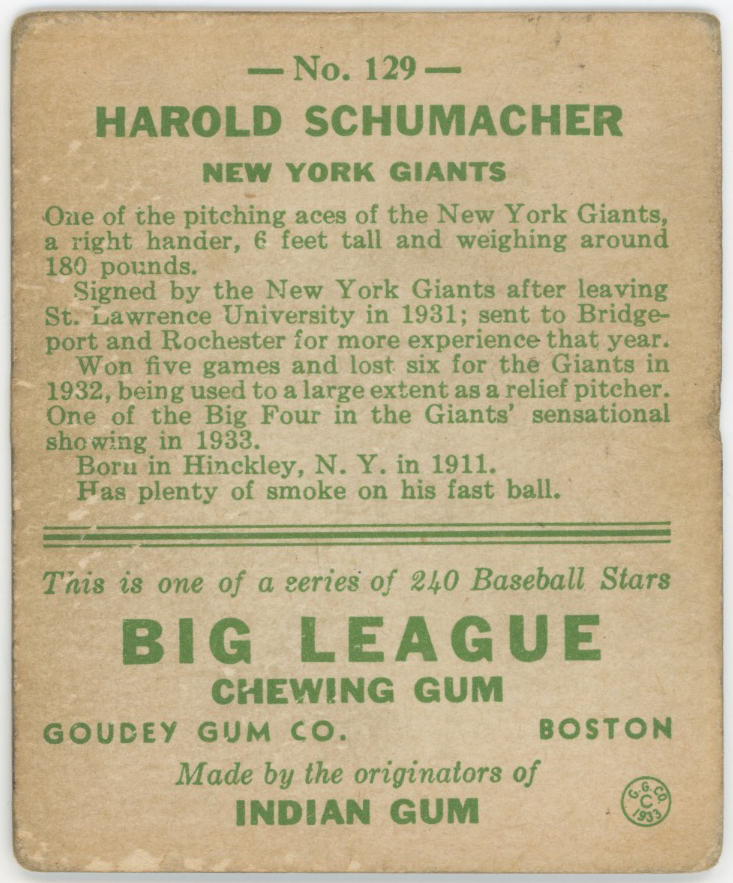 — No. 129 —
HAROLD SCHUMACHER
NEW YORK GIANTS
One of the pitching aces of the New York Giants,
a right hander, 6 feet tall and weighing around
180 pounds.
Signed by the New York Giants after leaving
St. Lawrence University in 1931; sent to Bridge-
port and Rochester for more experience that year.
Won five games and lost six for the Giants in
1932, being used to a large extent as a relief pitcher.
One of the Big Four in the Giants' sensational
showing in 1933.
Born in Hinckley, N. Y. in 1911.
Has plenty of smoke on his fast ball.
This is one of a series of 240 Baseball Stars
BIG LEAGUE
CHEWING GUM
GOUDEY GUM CO. BOSTON
Made by the originators of
INDIAN GUM
G. G. CO.
C
1933